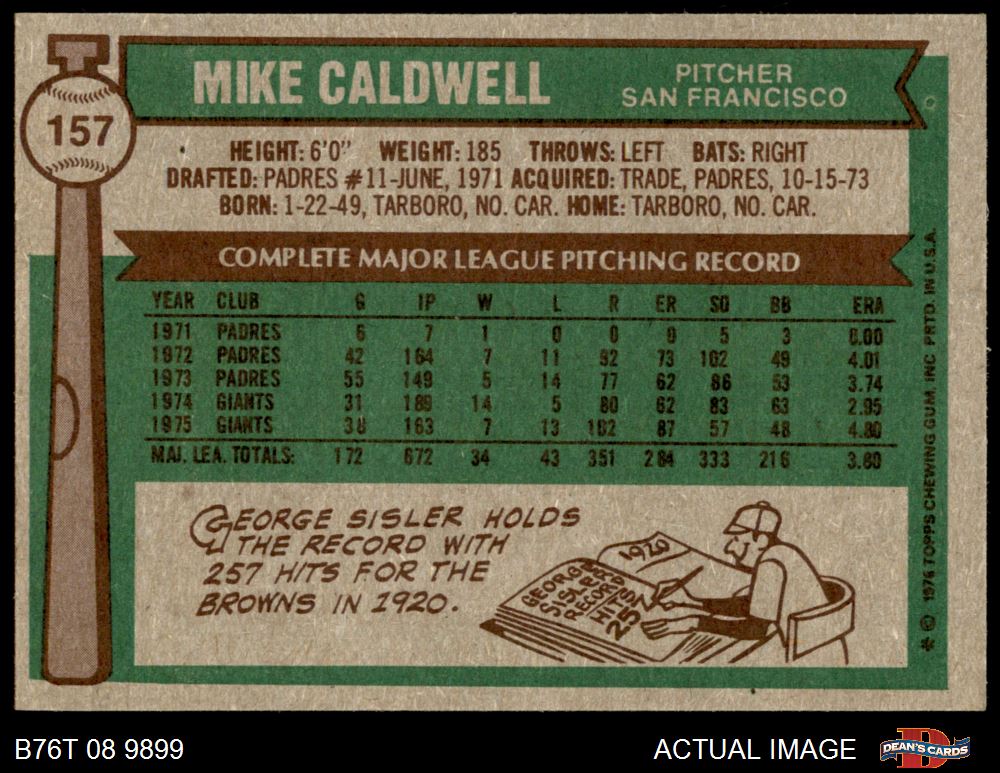 157
MIKE CALDWELL
PITCHER
SAN FRANCISCO
HEIGHT: 6'0" WEIGHT: 185 THROWS: LEFT BATS: RIGHT
DRAFTED: PADRES #11-JUNE, 1971 ACQUIRED: TRADE, PADRES, 10-15-73
BORN: 1-22-49, TARBORO, NO. CAR. HOME: TARBORO, NO. CAR.
COMPLETE MAJOR LEAGUE PITCHING RECORD
YEAR CLUB G IP W L R ER SO BB ERA
1971 PADRES 6 7 1 0 0 0 5 3 0.00
1972 PADRES 42 164 7 11 92 73 102 49 4.01
1973 PADRES 55 149 5 14 77 62 86 53 3.74
1974 GIANTS 31 189 14 5 80 62 83 63 2.95
1975 GIANTS 38 163 7 13 102 87 57 48 4.80
MAJ. LEA. TOTALS: 172 672 34 43 351 284 333 216 3.80
GEORGE SISLER HOLDS
THE RECORD WITH
257 HITS FOR THE
BROWNS IN 1920.
1920
GEORGE
SISLER
RECORD
HITS
257
* © 1976 TOPPS CHEWING GUM, INC PRTD. IN U.S.A.
B76T 08 9899
ACTUAL IMAGE
DEAN'S CARDS